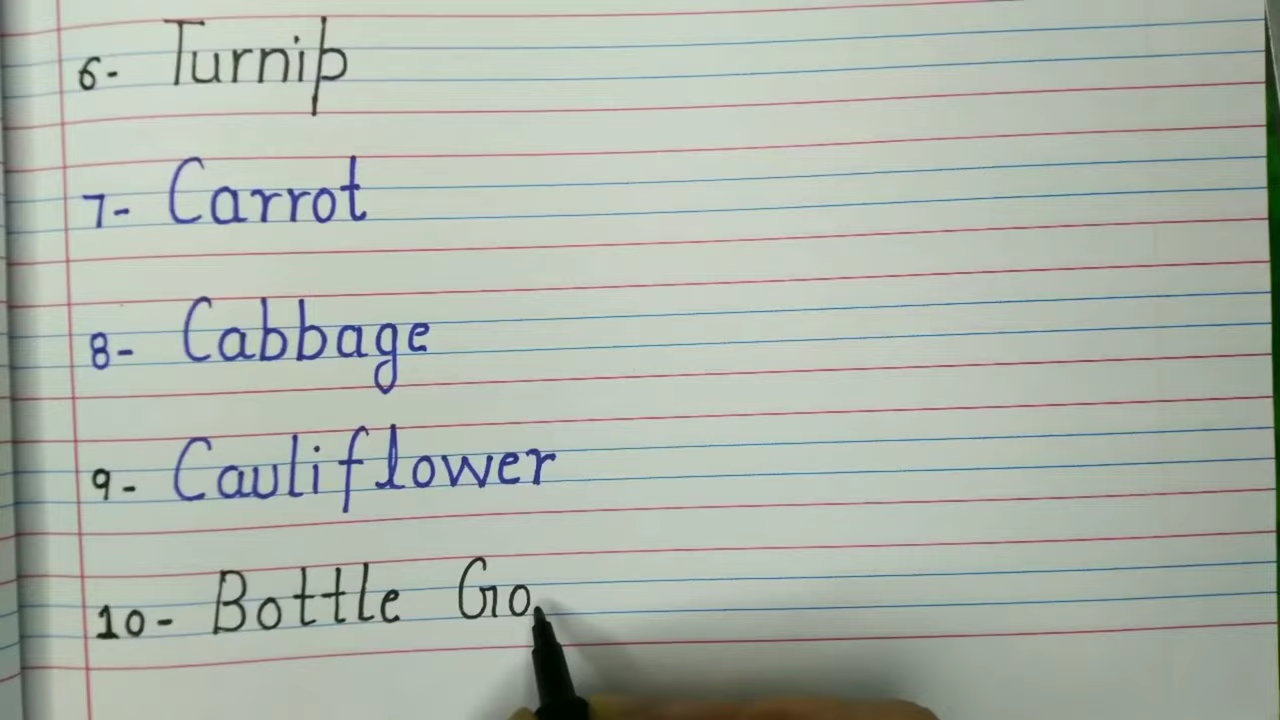 6- Turnip
7- Carrot
8- Cabbage
9- Cauliflower
10- Bottle Go